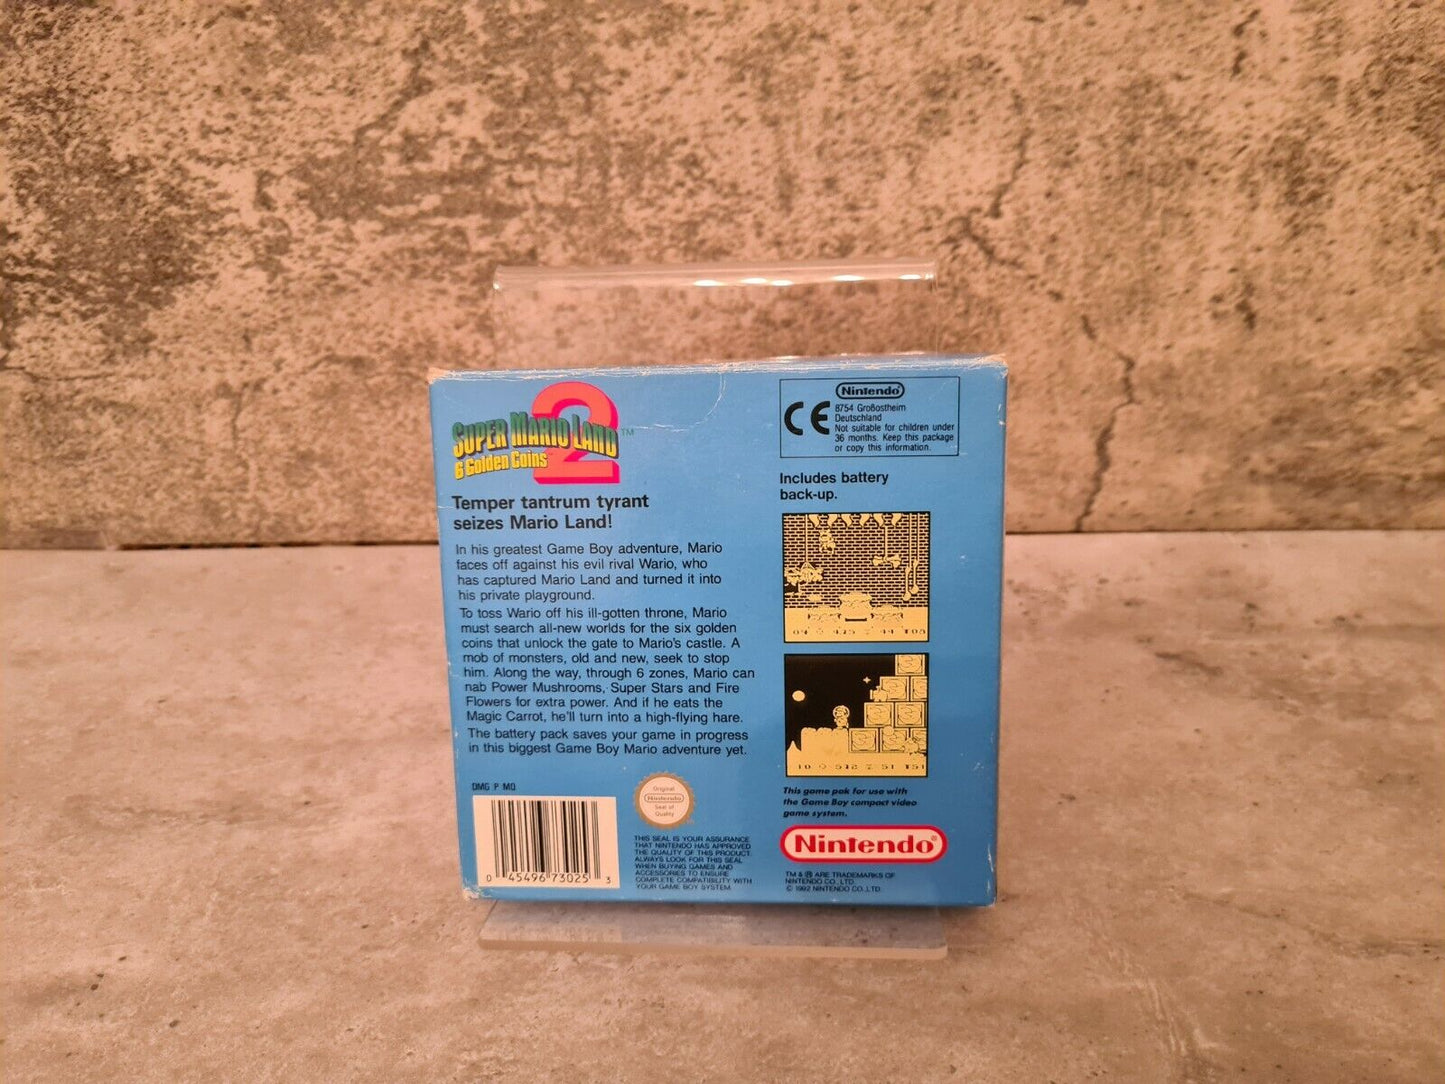 2
SUPER MARIO LAND™
6 Golden Coins
Temper tantrum tyrant
seizes Mario Land!
In his greatest Game Boy adventure, Mario
faces off against his evil rival Wario, who
has captured Mario Land and turned it into
his private playground.
To toss Wario off his ill-gotten throne, Mario
must search all-new worlds for the six golden
coins that unlock the gate to Mario's castle. A
mob of monsters, old and new, seek to stop
him. Along the way, through 6 zones, Mario can
nab Power Mushrooms, Super Stars and Fire
Flowers for extra power. And if he eats the
Magic Carrot, he'll turn into a high-flying hare.
The battery pack saves your game in progress
in this biggest Game Boy Mario adventure yet.
DMG P MQ
0 45496 73025 3
Original
Nintendo
Seal of
Quality
THIS SEAL IS YOUR ASSURANCE
THAT NINTENDO HAS APPROVED
THE QUALITY OF THIS PRODUCT.
ALWAYS LOOK FOR THIS SEAL
WHEN BUYING GAMES AND
ACCESSORIES TO ENSURE
COMPLETE COMPATIBILITY WITH
YOUR GAME BOY SYSTEM.
CE
Nintendo
8754 Großostheim
Deutschland
Not suitable for children under
36 months. Keep this package
or copy this information.
Includes battery
back-up.
This game pak for use with
the Game Boy compact video
game system.
Nintendo®
TM & ® ARE TRADEMARKS OF
NINTENDO CO., LTD.
© 1992 NINTENDO CO., LTD.